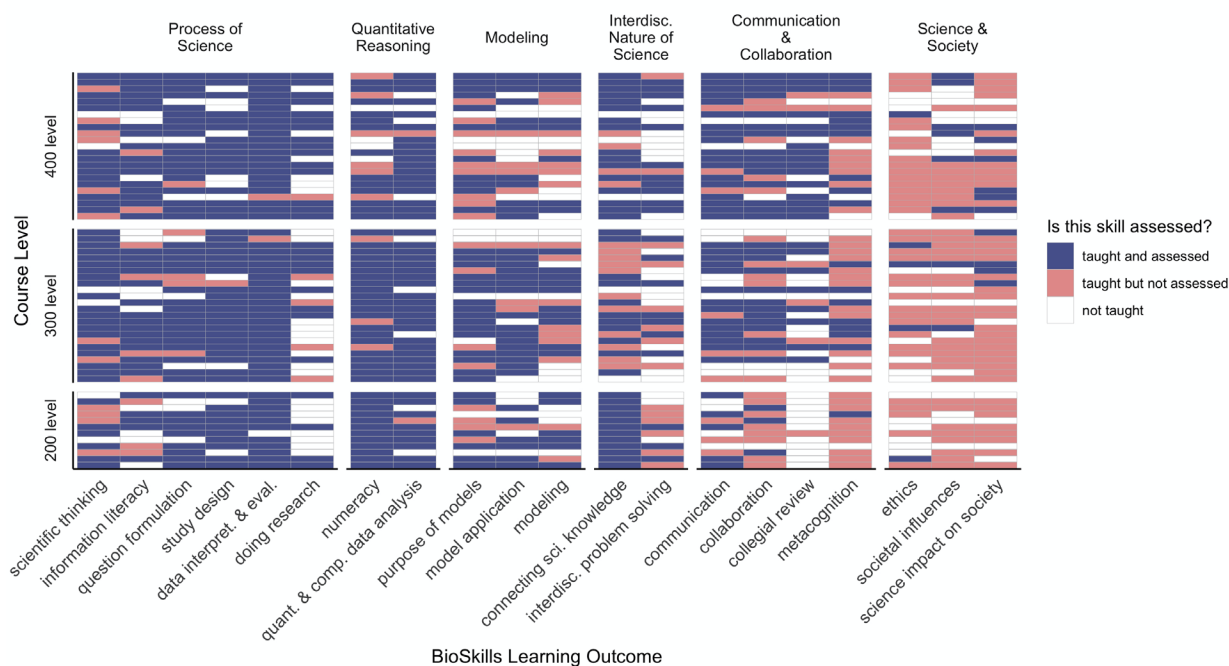 Process of
Science
Quantitative
Reasoning
Modeling
Interdisc.
Nature of
Science
Communication
&
Collaboration
Science &
Society
Course Level
400 level
300 level
200 level
Is this skill assessed?
taught and assessed
taught but not assessed
not taught
scientific thinking
information literacy
question formulation
study design
data interpret. & eval.
doing research
numeracy
quant. & comp. data analysis
purpose of models
model application
modeling
connecting sci. knowledge
interdisc. problem solving
communication
collaboration
collegial review
metacognition
ethics
societal influences
science impact on society
BioSkills Learning Outcome